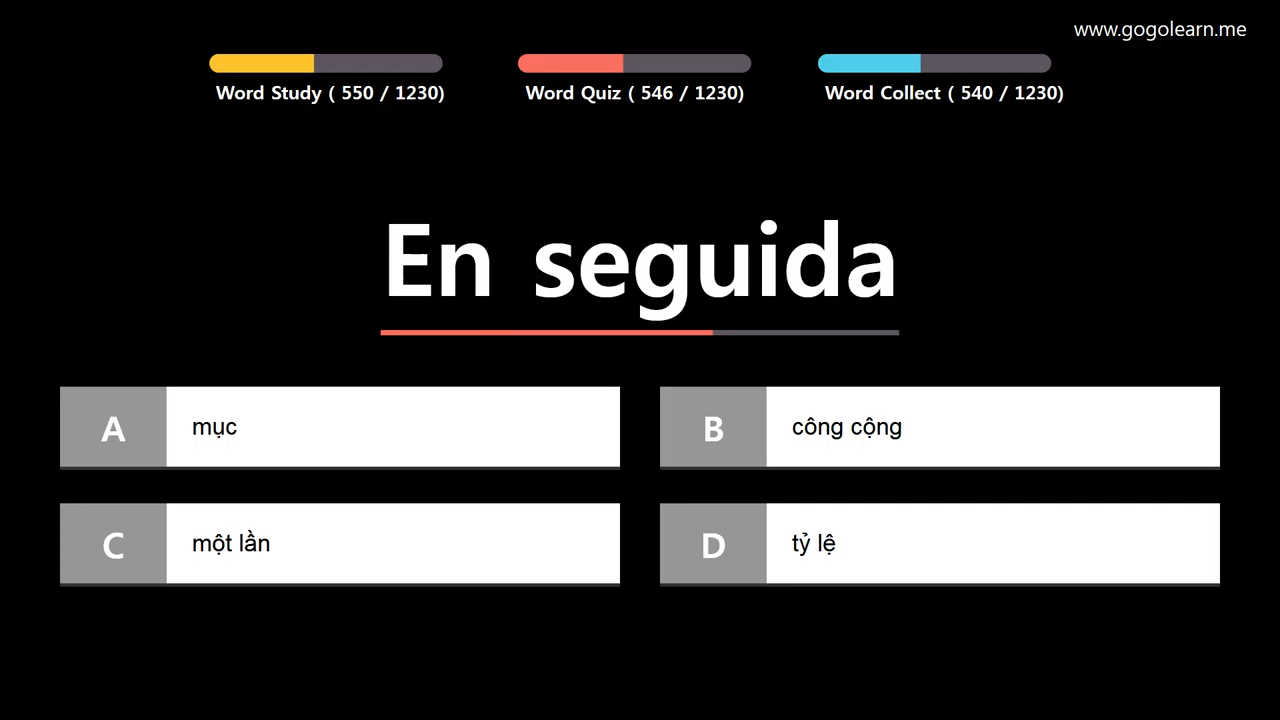 www.gogolearn.me
Word Study ( 550 / 1230)
Word Quiz ( 546 / 1230)
Word Collect ( 540 / 1230)
En seguida
A
mục
B
công cộng
C
một lần
D
tỷ lệ